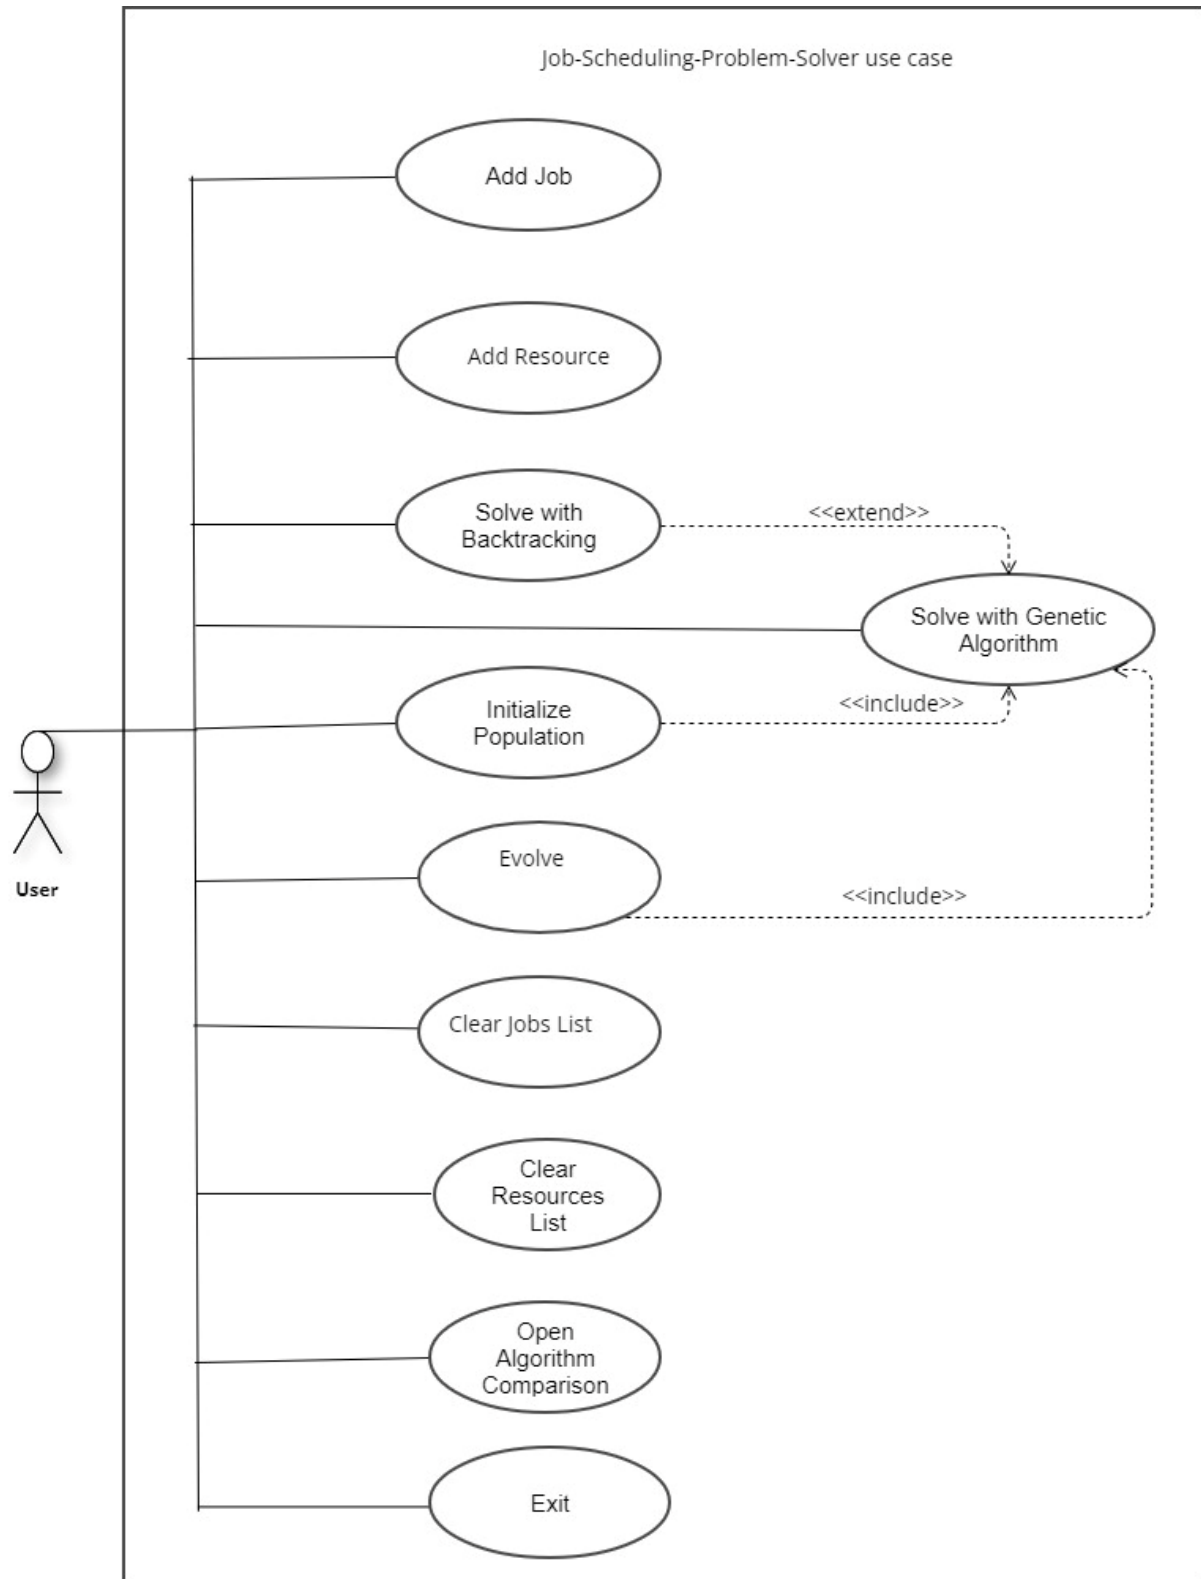 Job-Scheduling-Problem-Solver use case
Add Job
Add Resource
Solve with
Backtracking
<<extend>>
Solve with Genetic
Algorithm
Initialize
Population
<<include>>
Evolve
<<include>>
User
Clear Jobs List
Clear
Resources
List
Open
Algorithm
Comparison
Exit